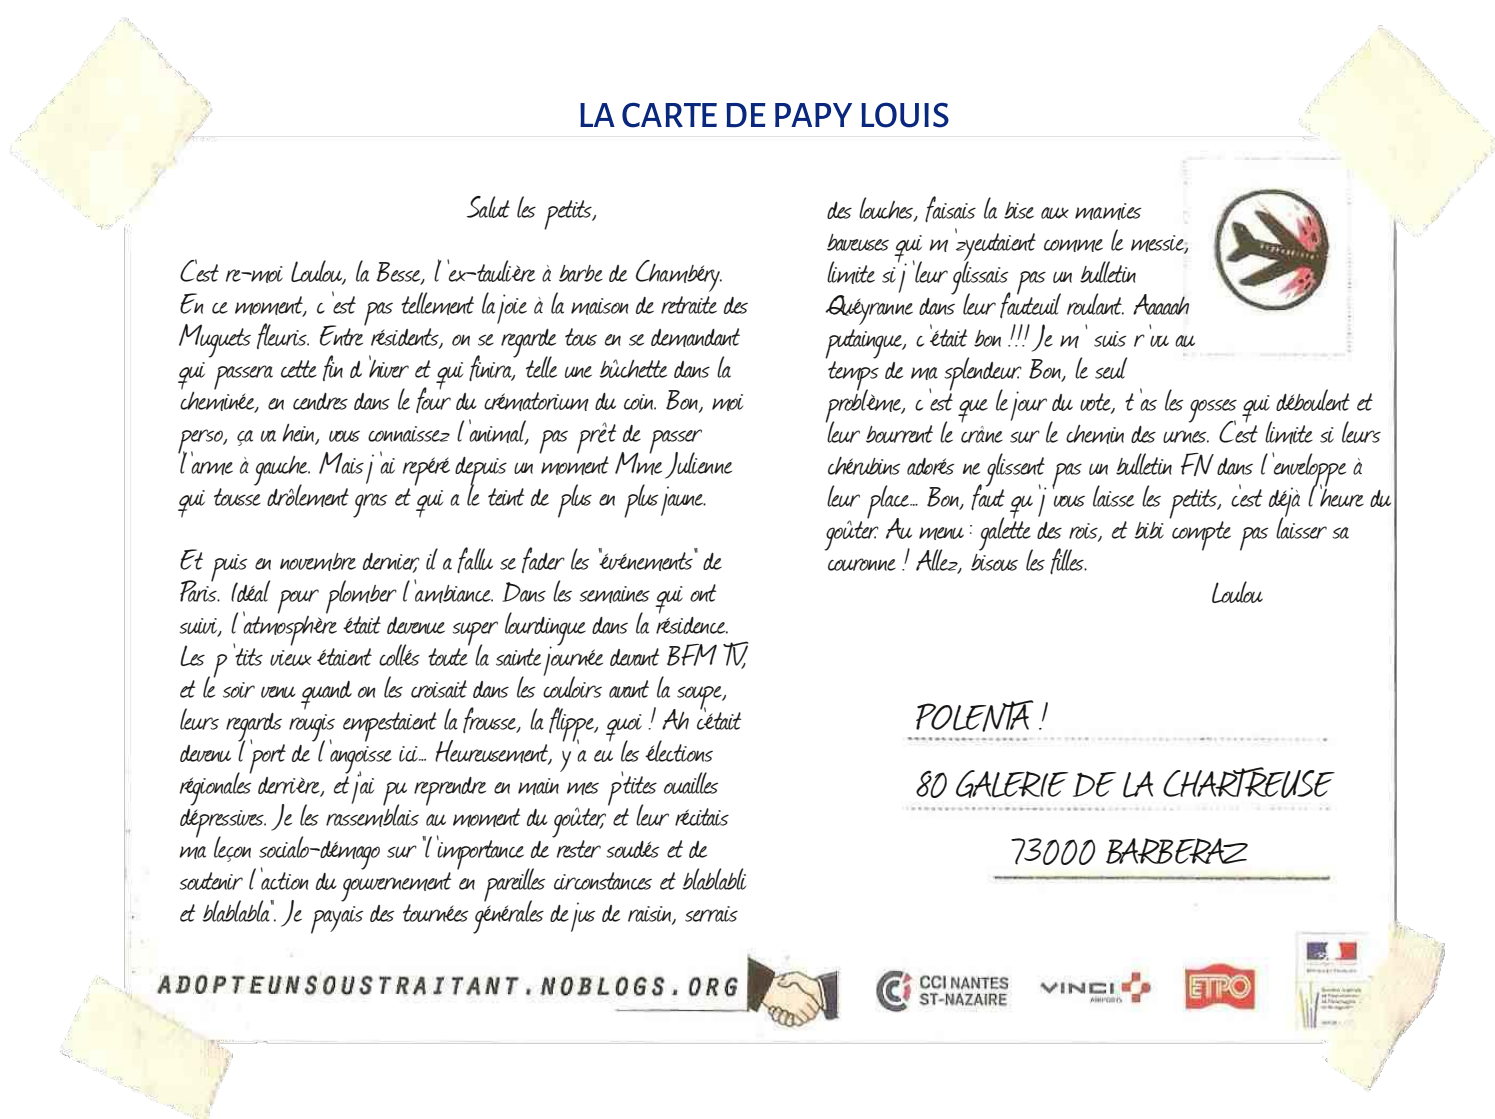 LA CARTE DE PAPY LOUIS
Salut les petits,
C'est re-moi Loulou, la Besse, l'ex-taulière à barbe de Chambéry.
En ce moment, c'est pas tellement la joie à la maison de retraite des
Muguets fleuris. Entre résidents, on se regarde tous en se demandant
qui passera cette fin d'hiver et qui finira, telle une bûchette dans la
cheminée, en cendres dans le four du crématorium du coin. Bon, moi
perso, ça va hein, vous connaissez l'animal, pas prêt de passer
l'arme à gauche. Mais j'ai repéré depuis un moment Mme Julienne
qui tousse drôlement gras et qui a le teint de plus en plus jaune.
Et puis en novembre dernier, il a fallu se fader les "événements" de
Paris. Idéal pour plomber l'ambiance. Dans les semaines qui ont
suivi, l'atmosphère était devenue super lourdingue dans la résidence.
Les p'tits vieux étaient collés toute la sainte journée devant BFM TV,
et le soir venu quand on les croisait dans les couloirs avant la soupe,
leurs regards rougis empestaient la frousse, la flippe, quoi ! Ah c'était
devenu l'port de l'angoisse ici... Heureusement, y'a eu les élections
régionales derrière, et j'ai pu reprendre en main mes p'tites ouailles
dépressives. Je les rassemblais au moment du goûter, et leur récitais
ma leçon socialo-démago sur "l'importance de rester soudés et de
soutenir l'action du gouvernement en pareilles circonstances et blablabli
et blablabla". Je payais des tournées générales de jus de raisin, serrais
des louches, faisais la bise aux mamies
baveuses qui m'zyeutaient comme le messie,
limite si j'leur glissais pas un bulletin
Queyranne dans leur fauteuil roulant. Aaaaah
putaingue, c'était bon !!! Je m'suis r'vu au
temps de ma splendeur. Bon, le seul
problème, c'est que le jour du vote, t'as les gosses qui déboulent et
leur bourrent le crâne sur le chemin des urnes. C'est limite si leurs
chérubins adorés ne glissent pas un bulletin FN dans l'enveloppe à
leur place... Bon, faut qu'j'vous laisse les petits, c'est déjà l'heure du
goûter. Au menu : galette des rois, et bibi compte pas laisser sa
couronne ! Allez, bisous les filles.
Loulou
POLENTA !
80 GALERIE DE LA CHARTREUSE
73000 BARBERAZ
ADOPTEUNSOUSTRAITANT.NOBLOGS.ORG
CCI NANTES
ST-NAZAIRE
VINCI
AIRPORTS
ETPO